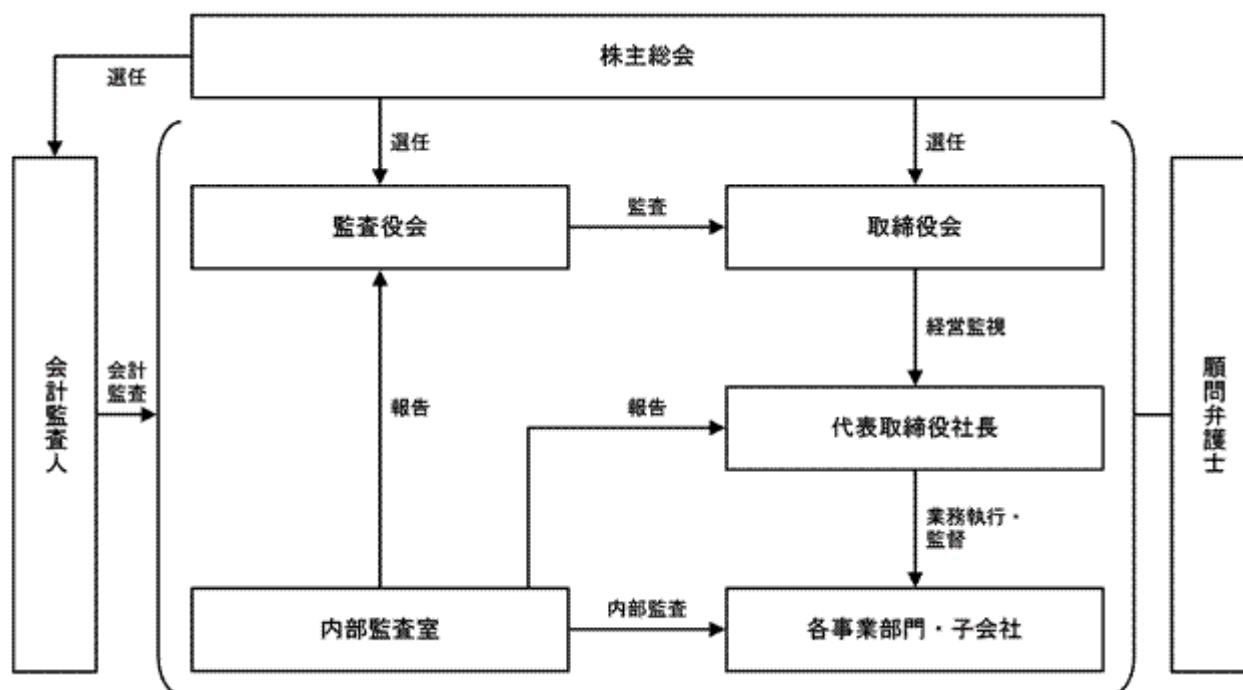 株主総会
選任
選任
選任
監査役会
監査
取締役会
経営監視
会計監査人
会計
監査
報告
報告
代表取締役社長
顧問弁護士
業務執行・
監督
内部監査室
内部監査
各事業部門・子会社